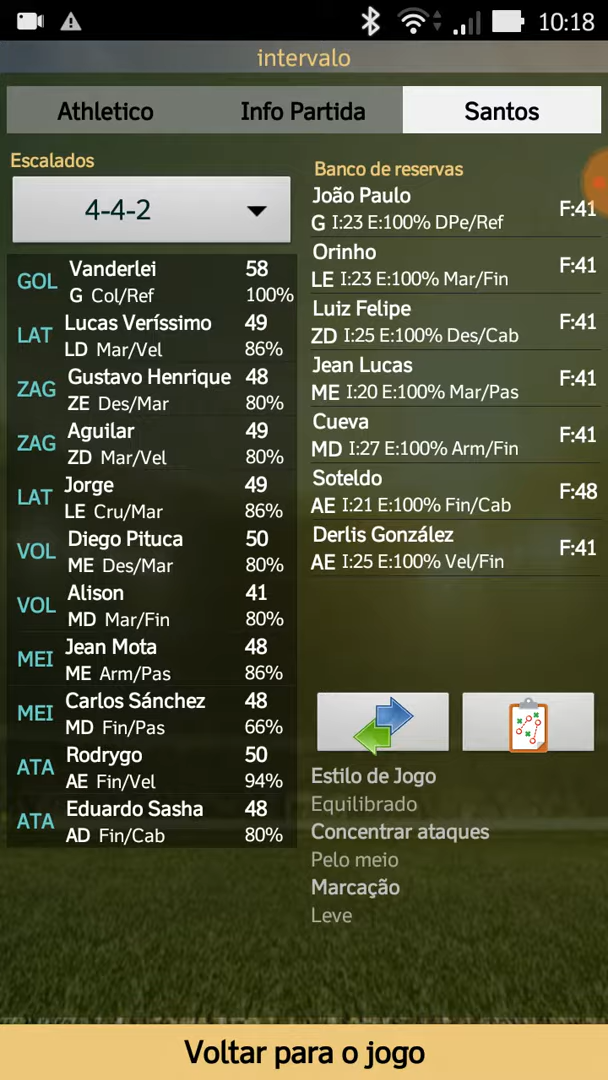 10:18
intervalo
Athletico Info Partida Santos
Escalados
4-4-2
GOL Vanderlei 58
G Col/Ref 100%
LAT Lucas Veríssimo 49
LD Mar/Vel 86%
ZAG Gustavo Henrique 48
ZE Des/Mar 80%
ZAG Aguilar 49
ZD Mar/Vel 80%
LAT Jorge 49
LE Cru/Mar 86%
VOL Diego Pituca 50
ME Des/Mar 80%
VOL Alison 41
MD Mar/Fin 80%
MEI Jean Mota 48
ME Arm/Pas 86%
MEI Carlos Sánchez 48
MD Fin/Pas 66%
ATA Rodrygo 50
AE Fin/Vel 94%
ATA Eduardo Sasha 48
AD Fin/Cab 80%
Banco de reservas
João Paulo F:41
G I:23 E:100% DPe/Ref
Orinho F:41
LE I:23 E:100% Mar/Fin
Luiz Felipe F:41
ZD I:25 E:100% Des/Cab
Jean Lucas F:41
ME I:20 E:100% Mar/Pas
Cueva F:41
MD I:27 E:100% Arm/Fin
Soteldo F:48
AE I:21 E:100% Fin/Cab
Derlis González F:41
AE I:25 E:100% Vel/Fin
Estilo de Jogo
Equilibrado
Concentrar ataques
Pelo meio
Marcação
Leve
Voltar para o jogo